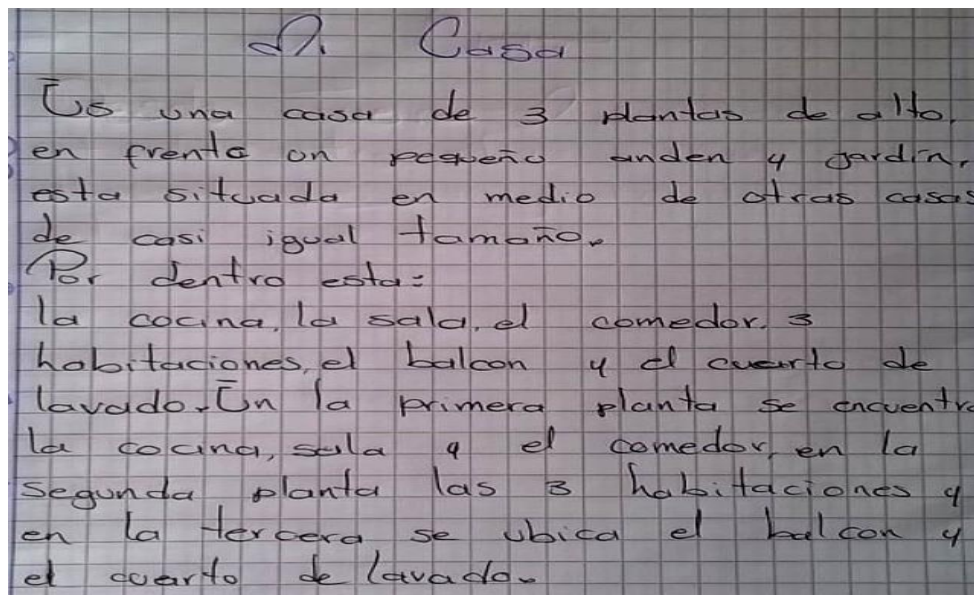 Casa
Es una casa de 3 plantas de alto,
en frente un pequeño anden y jardin,
esta situada en medio de otras casas
de casi igual tamaño.
Por dentro esta:
la cocina, la sala, el comedor, 3
habitaciones, el balcon y el cuarto de
lavado. En la primera planta se encuentra
la cocina, sala y el comedor, en la
segunda planta las 3 habitaciones y
en la tercera se ubica el balcon y
el cuarto de lavado.